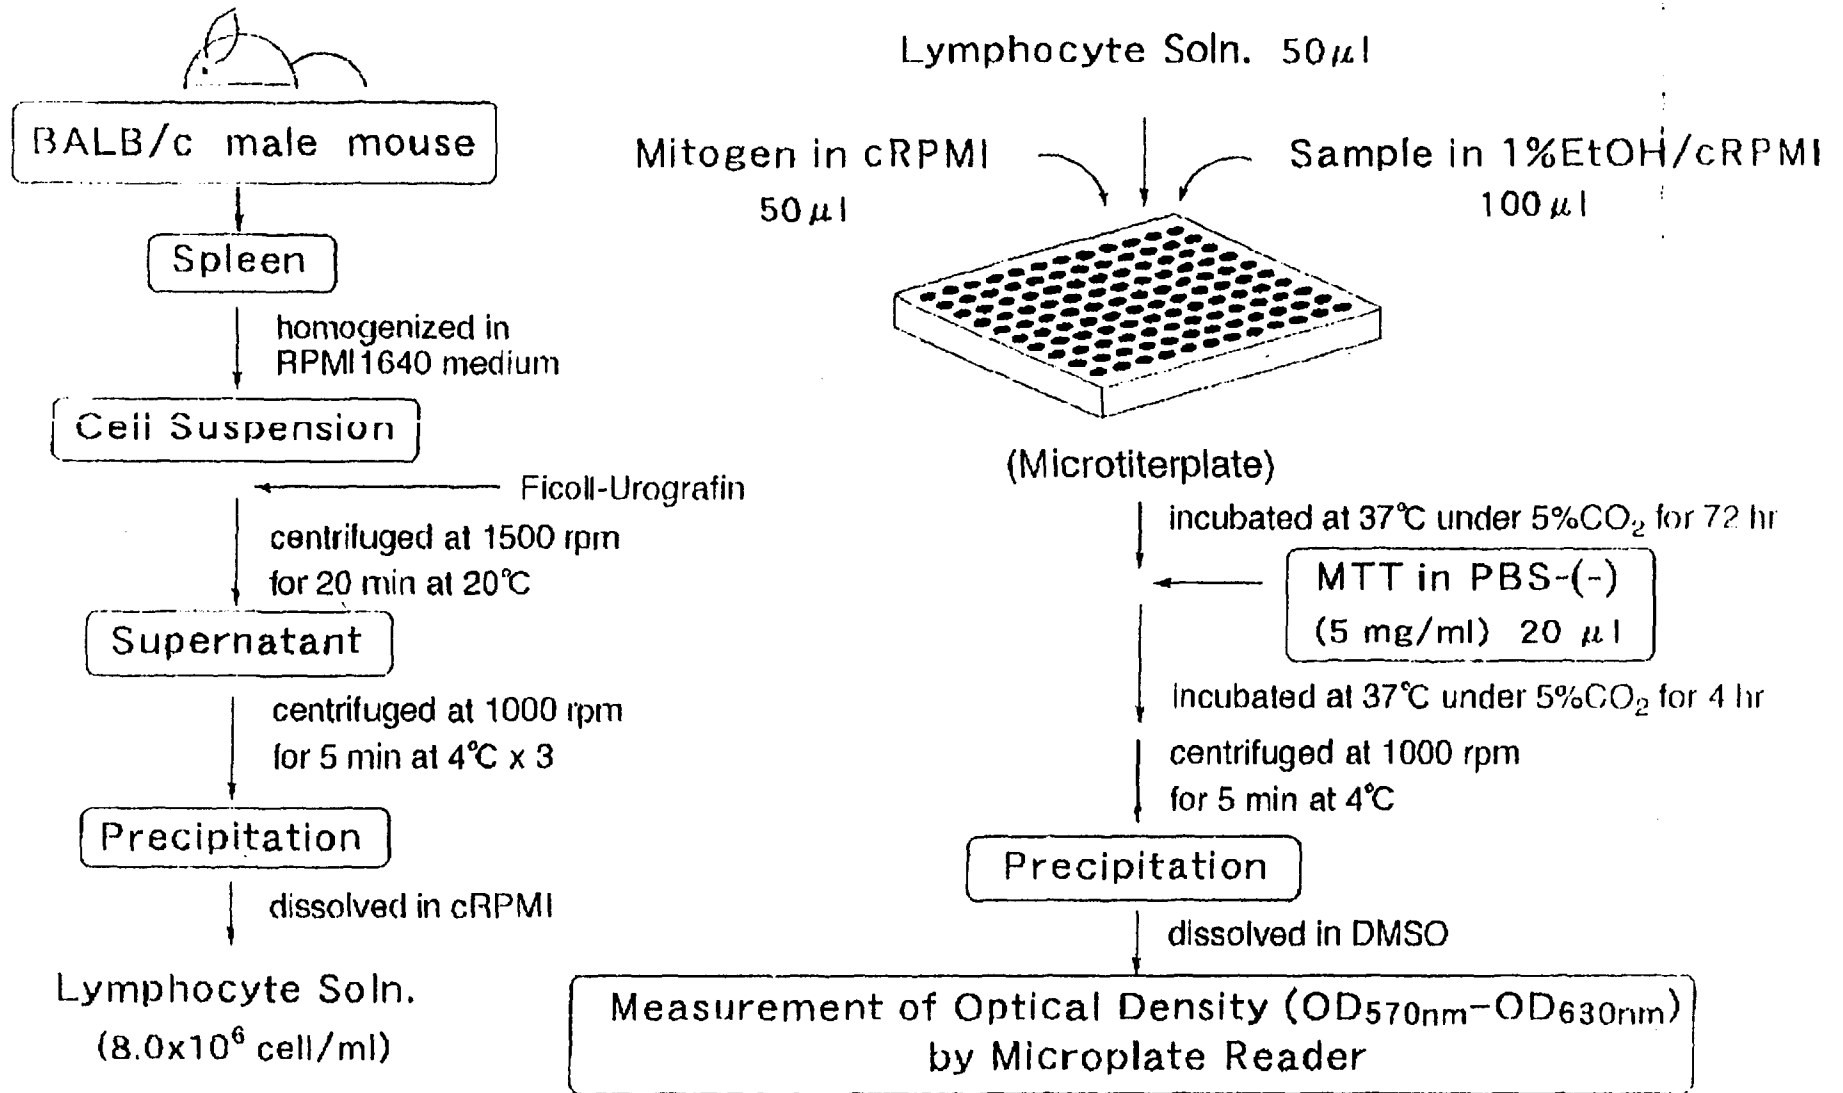 BALB/c male mouse
Spleen
homogenized in
RPMI1640 medium
Cell Suspension
Ficoll-Urografin
centrifuged at 1500 rpm
for 20 min at 20℃
Supernatant
centrifuged at 1000 rpm
for 5 min at 4℃ x 3
Precipitation
dissolved in cRPMI
Lymphocyte Soln.
(8.0x10⁶ cell/ml)
Lymphocyte Soln. 50μl
Mitogen in cRPMI
50μl
Sample in 1%EtOH/cRPMI
100μl
(Microtiterplate)
incubated at 37℃ under 5%CO₂ for 72 hr
MTT in PBS-(-)
(5 mg/ml) 20 μl
incubated at 37℃ under 5%CO₂ for 4 hr
centrifuged at 1000 rpm
for 5 min at 4℃
Precipitation
dissolved in DMSO
Measurement of Optical Density (OD570nm-OD630nm)
by Microplate Reader